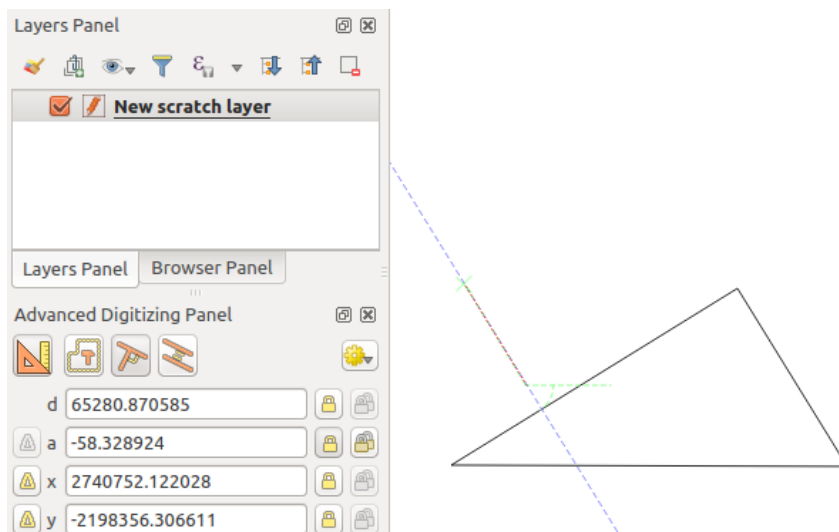 Layers Panel
New scratch layer
Layers Panel Browser Panel
Advanced Digitizing Panel
d 65280.870585
a -58.328924
x 2740752.122028
y -2198356.306611